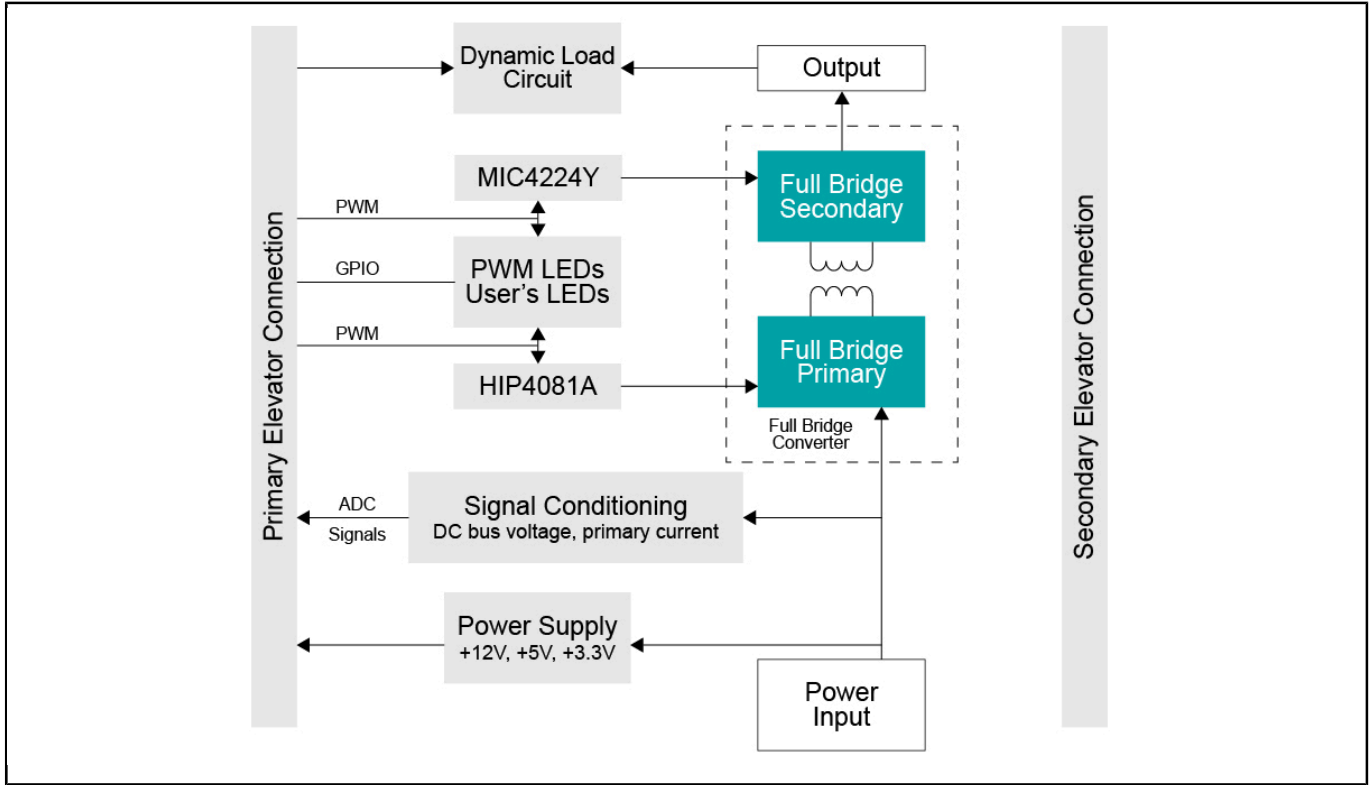 Primary Elevator Connection
Dynamic Load
Circuit
Output
MIC4224Y
Full Bridge
Secondary
PWM
GPIO
PWM LEDs
User's LEDs
PWM
HIP4081A
Full Bridge
Primary
Full Bridge
Converter
ADC
Signals
Signal Conditioning
DC bus voltage, primary current
Power Supply
+12V, +5V, +3.3V
Power
Input
Secondary Elevator Connection